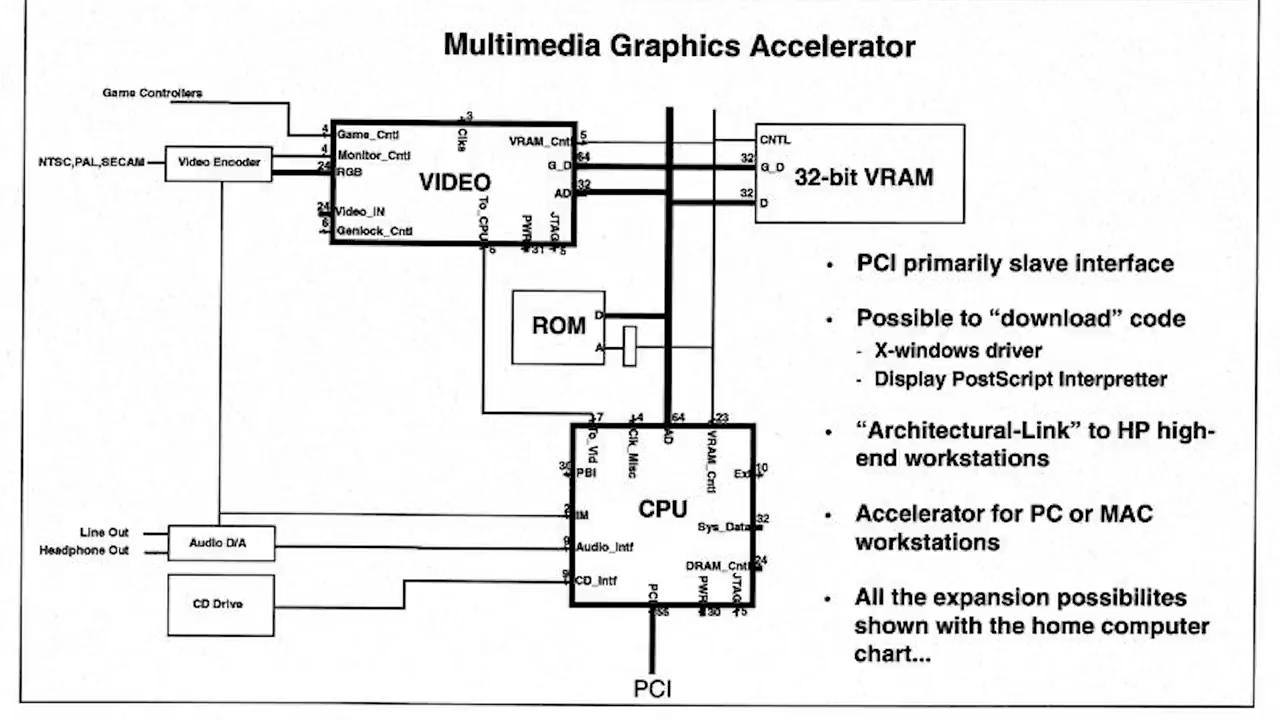 Multimedia Graphics Accelerator
Game Controllers
NTSC,PAL,SECAM
Video Encoder
4
4
24
24
6
Game_Cntl
Monitor_Cntl
RGB
Video_IN
Genlock_Cntl
3
Clks
VIDEO
VRAM_Cntl
G_D
AD
5
64
32
To_CPU
PWR
JTAG
6
31
5
32
32
CNTL
G_D
D
32-bit VRAM
ROM
D
A
7
4
64
23
To_Vid
Clk_Misc
AD
VRAM_Cntl
30
PBI
2
IM
9
Audio_Intf
9
CD_Intf
CPU
Ext
10
Sys_Data
32
DRAM_Cntl
24
PCI
PWR
JTAG
55
30
5
PCI
Line Out
Headphone Out
Audio D/A
CD Drive
• PCI primarily slave interface
• Possible to “download” code
- X-windows driver
- Display PostScript Interpretter
• “Architectural-Link” to HP high-
end workstations
• Accelerator for PC or MAC
workstations
• All the expansion possibilites
shown with the home computer
chart...